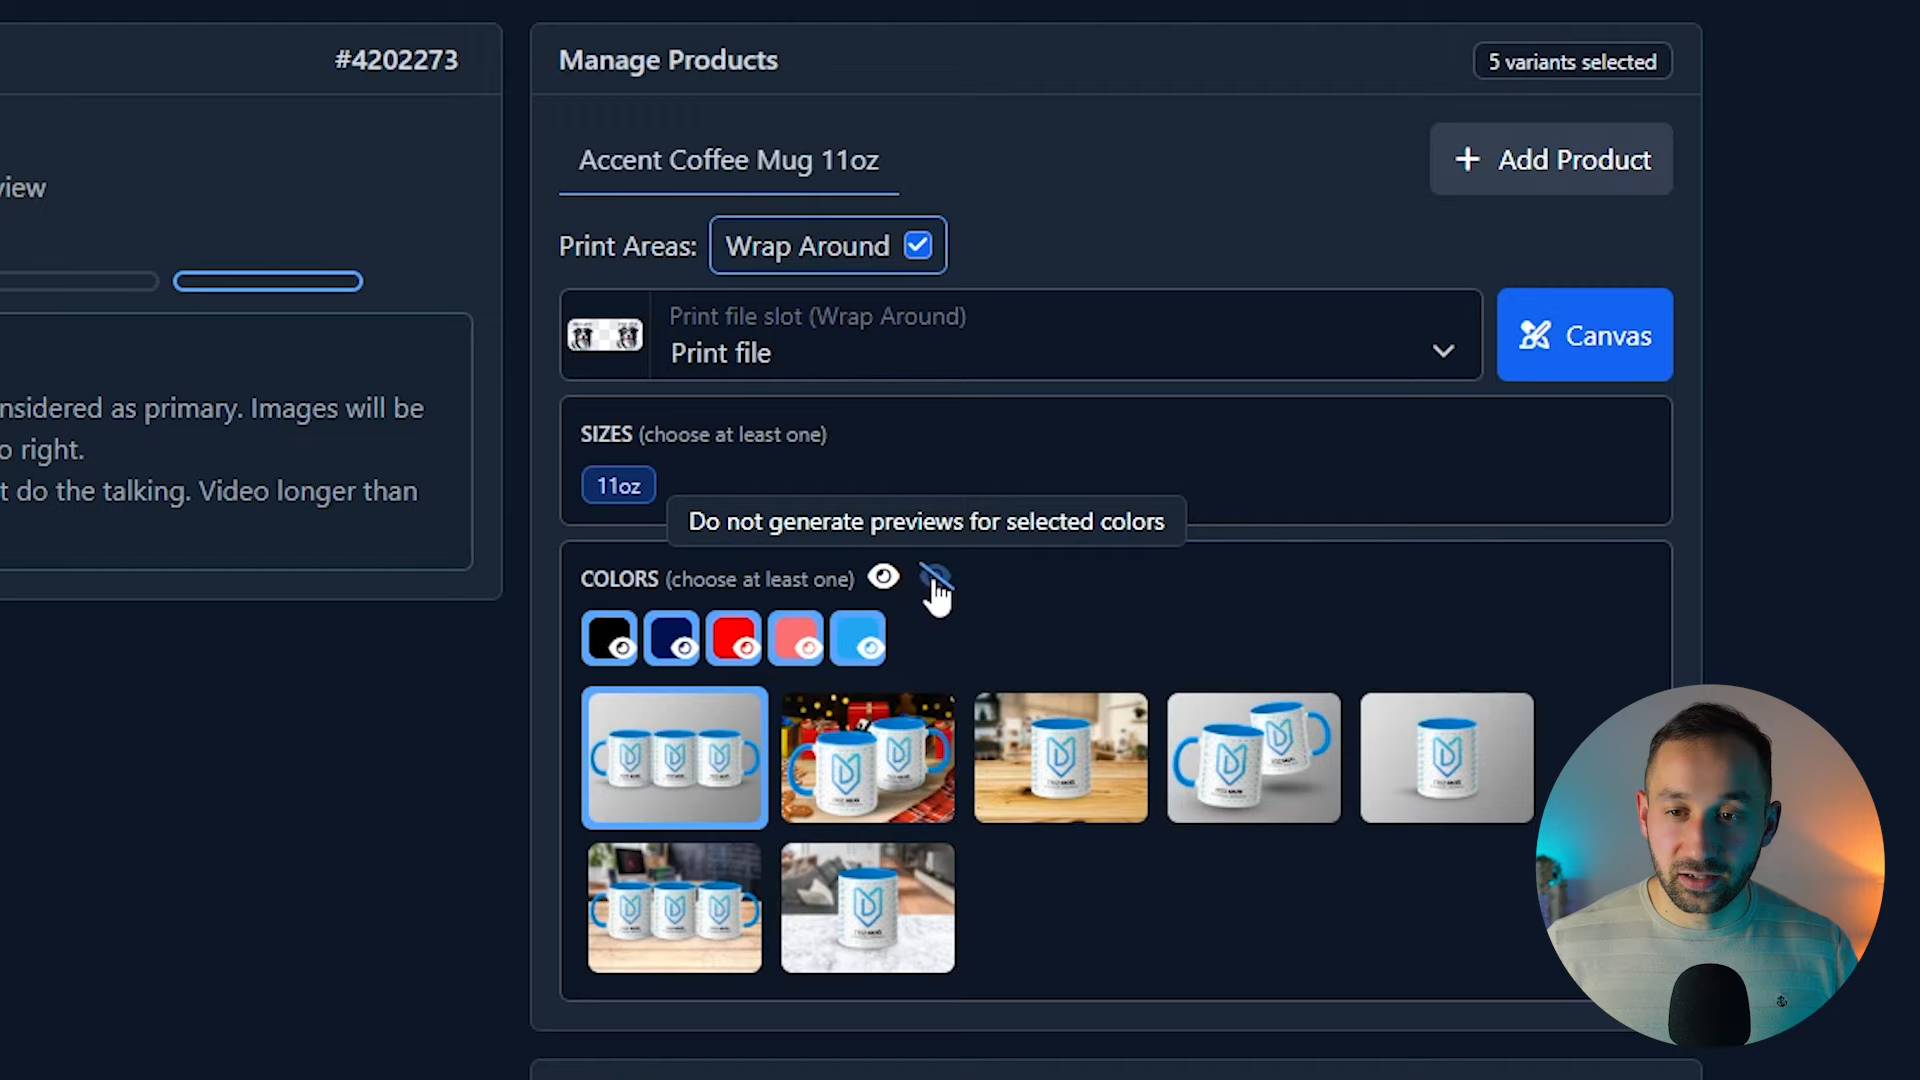 #4202273
view
nsidered as primary. Images will be
o right.
t do the talking. Video longer than
Manage Products
5 variants selected
Accent Coffee Mug 11oz
+ Add Product
Print Areas: Wrap Around
Print file slot (Wrap Around)
Print file
Canvas
SIZES (choose at least one)
11oz
Do not generate previews for selected colors
COLORS (choose at least one)